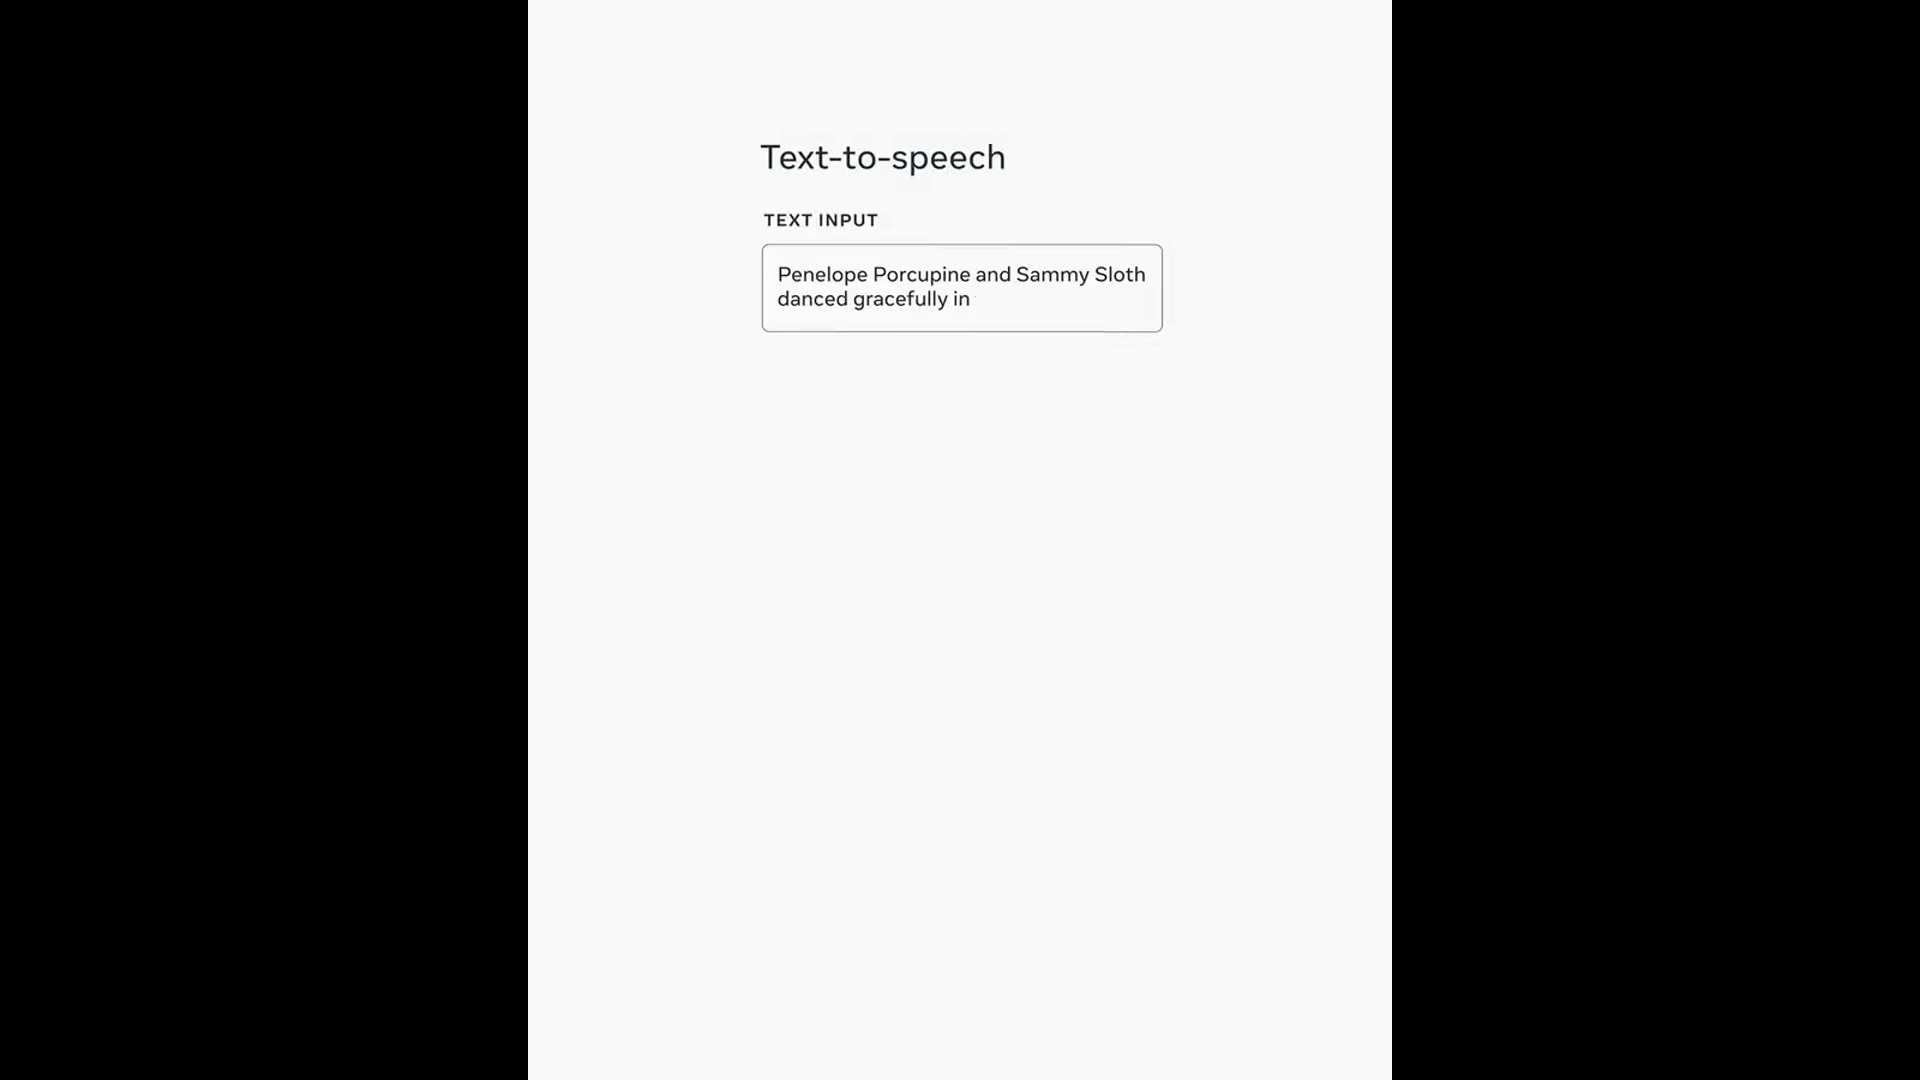 Text-to-speech
TEXT INPUT
Penelope Porcupine and Sammy Sloth
danced gracefully in